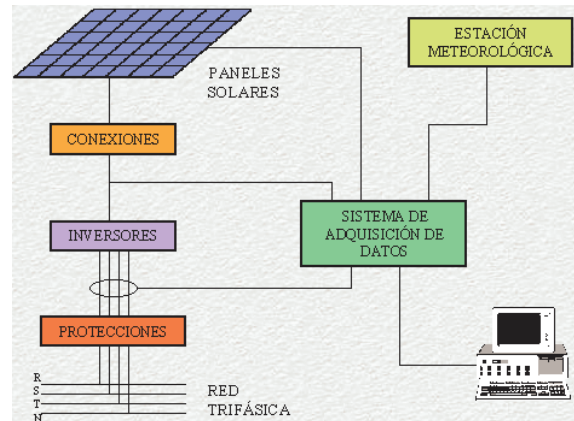 ESTACIÓN
METEOROLÓGICA
PANELES
SOLARES
CONEXIONES
SISTEMA DE
ADQUISICIÓN DE
DATOS
INVERSORES
PROTECCIONES
R
S
T
N
RED
TRIFÁSICA